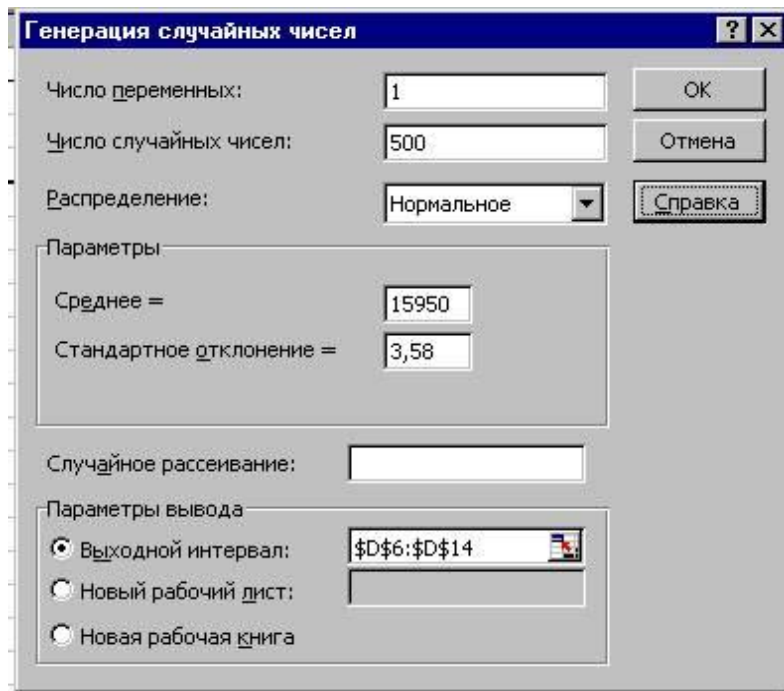 Генерация случайных чисел
Число переменных: 1 OK
Число случайных чисел: 500 Отмена
Распределение: Нормальное Справка
Параметры
Среднее = 15950
Стандартное отклонение = 3,58
Случайное рассеивание:
Параметры вывода
Выходной интервал: $D$6:$D$14
Новый рабочий лист:
Новая рабочая книга